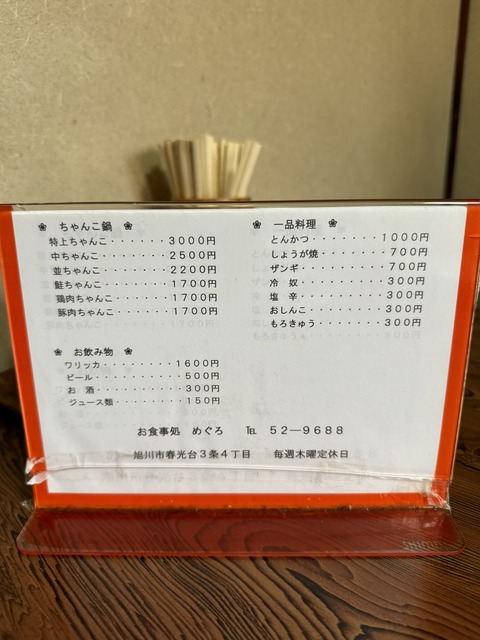 ❀ ちゃんこ鍋 ❀
特上ちゃんこ・・・・・・・3000円
中ちゃんこ・・・・・・・・2500円
並ちゃんこ・・・・・・・・2200円
鮭ちゃんこ・・・・・・・・1700円
鶏肉ちゃんこ・・・・・・・1700円
豚肉ちゃんこ・・・・・・・1700円
❀ お飲み物 ❀
ワリッカ・・・・・・・・・1600円
ビール・・・・・・・・・・500円
お 酒・・・・・・・・・・300円
ジュース類・・・・・・・・150円
❀ 一品料理 ❀
とんかつ・・・・・・・1000円
しょうが焼・・・・・・・700円
ザンギ・・・・・・・・・700円
冷 奴・・・・・・・・・300円
塩 辛・・・・・・・・・300円
おしんこ・・・・・・・・300円
もろきゅう・・・・・・・300円
お食事処 めぐろ ℡ 52―9688
旭川市春光台3条4丁目 毎週木曜定休日